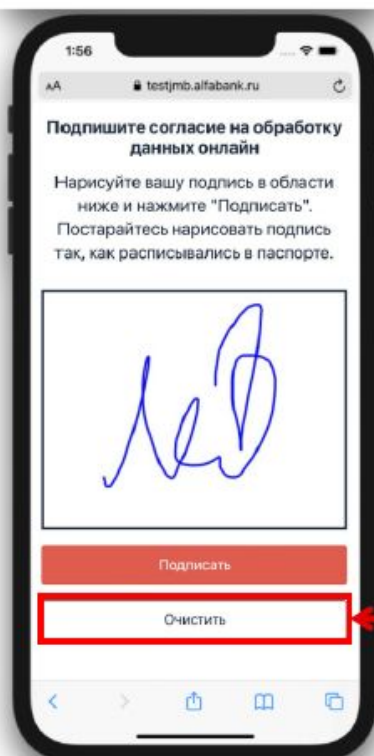 1:56
AA testjmb.alfabank.ru
Подпишите согласие на обработку
данных онлайн
Нарисуйте вашу подпись в области
ниже и нажмите "Подписать".
Постарайтесь нарисовать подпись
так, как расписывались в паспорте.
Подписать
Очистить